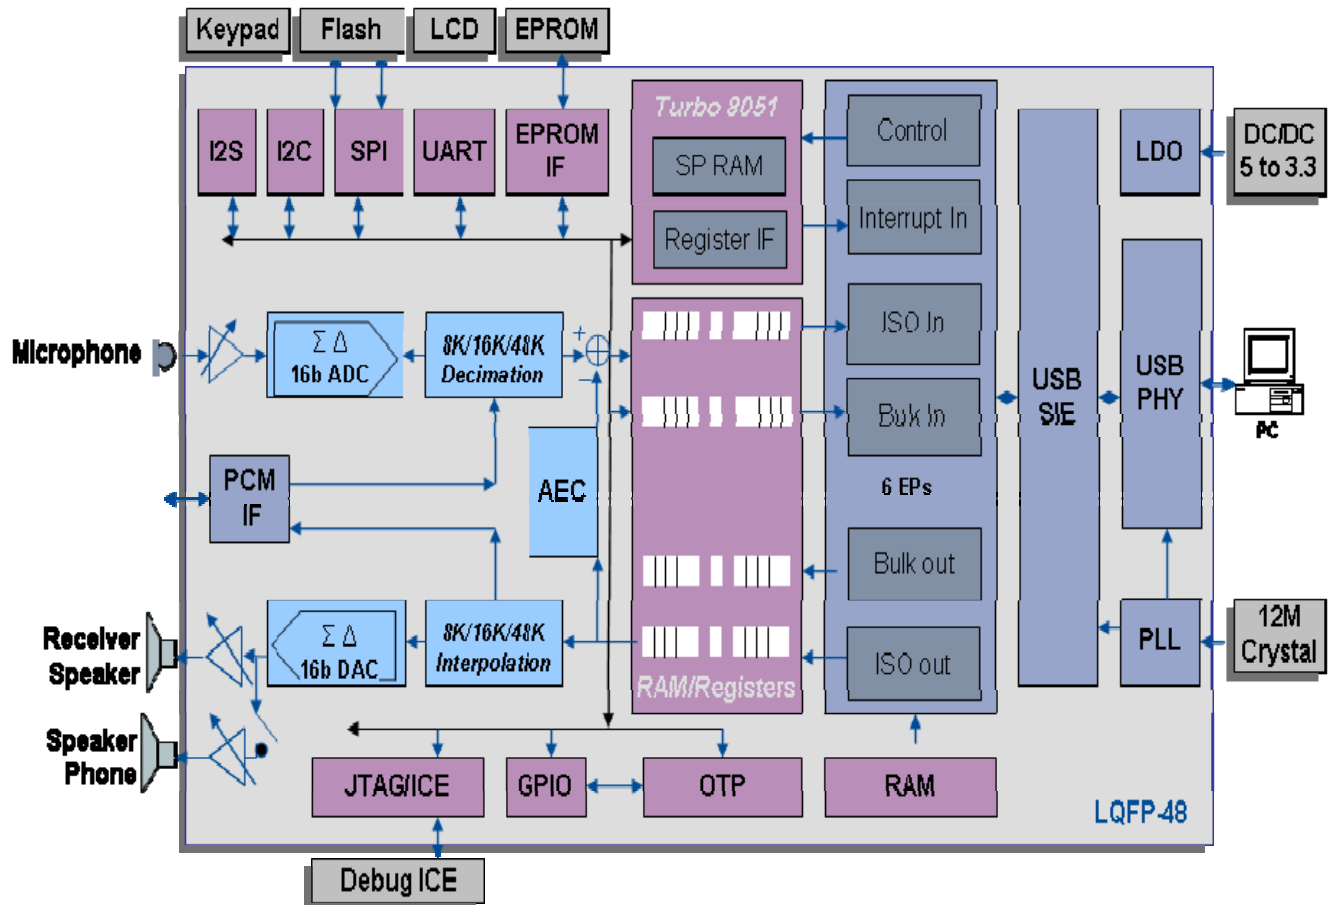 Keypad
Flash
LCD
EPROM
I2S
I2C
SPI
UART
EPROM
IF
Turbo 8051
SP RAM
Register IF
Control
Interrupt In
ISO In
Buk In
6 EPs
Bulk out
ISO out
USB
SIE
LDO
DC/DC
5 to 3.3
USB
PHY
PC
PLL
12M
Crystal
Microphone
Σ Δ
16b ADC
8K/16K/48K
Decimation
+
−
PCM
IF
AEC
Receiver
Speaker
Σ Δ
16b DAC
8K/16K/48K
Interpolation
RAM/Registers
Speaker
Phone
JTAG/ICE
GPIO
OTP
RAM
LQFP-48
Debug ICE